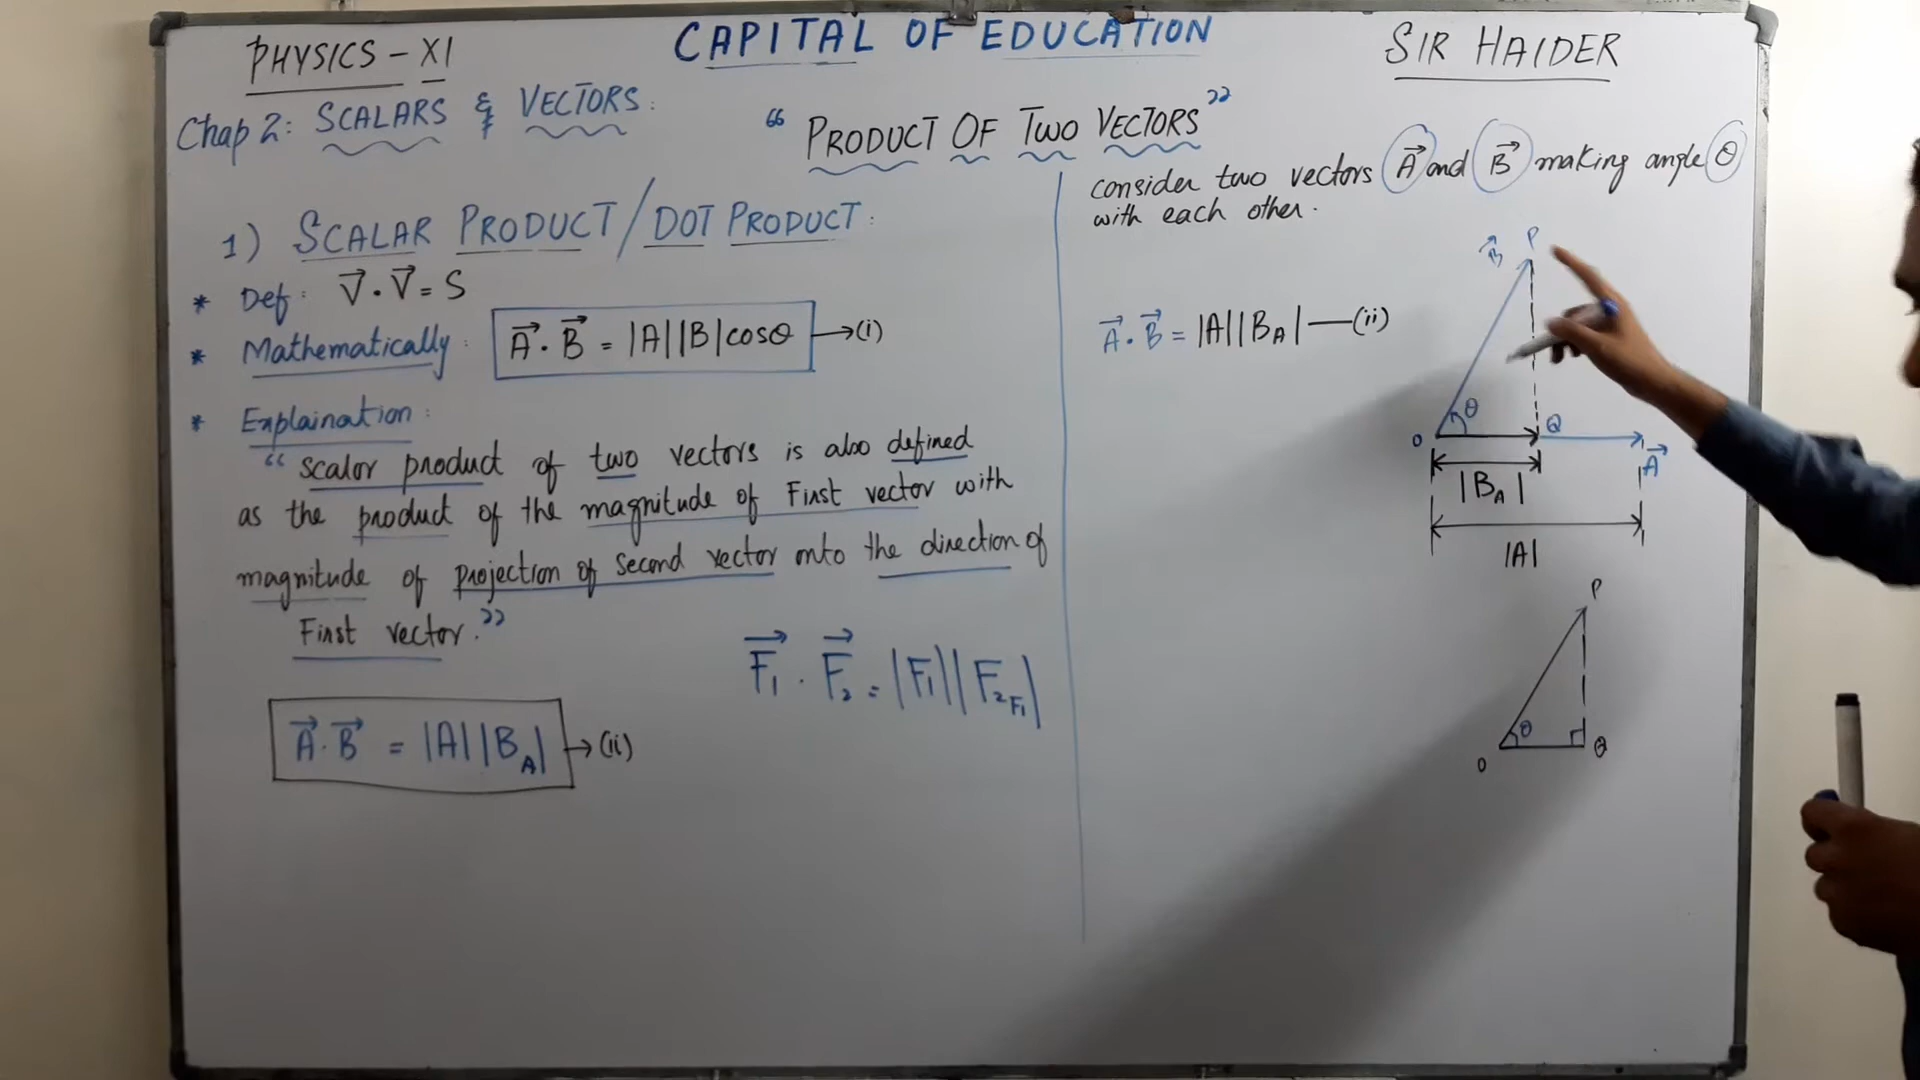 PHYSICS - XI
CAPITAL OF EDUCATION
SIR HAIDER
Chap 2: SCALARS & VECTORS:
“ PRODUCT OF TWO VECTORS ”
1) SCALAR PRODUCT / DOT PRODUCT:
* Def: V⃗ . V⃗ = S
* Mathematically: A⃗ . B⃗ = |A||B|cosθ →(i)
* Explaination:
“ scalor product of two vectors is also defined
as the product of the magnitude of First vector with
magnitude of projection of second vector onto the direction of
First vector. ”
F⃗₁ . F⃗₂ = |F₁||F₂F₁|
A⃗ . B⃗ = |A||B_A| →(ii)
consider two vectors A⃗ and B⃗ making angle θ
with each other.
A⃗ . B⃗ = |A||B_A| —(ii)
B⃗ P
θ
O Q A⃗
|B_A|
|A|
P
θ
O Q